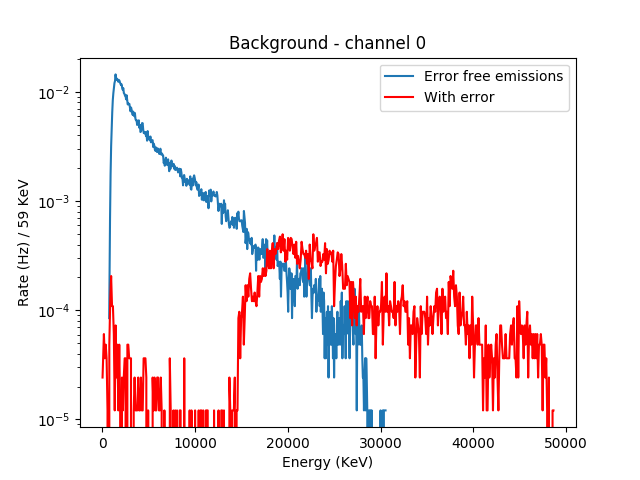 Background - channel 0
Error free emissions
With error
Rate (Hz) / 59 KeV
10⁻²
10⁻³
10⁻⁴
10⁻⁵
0 10000 20000 30000 40000 50000
Energy (KeV)